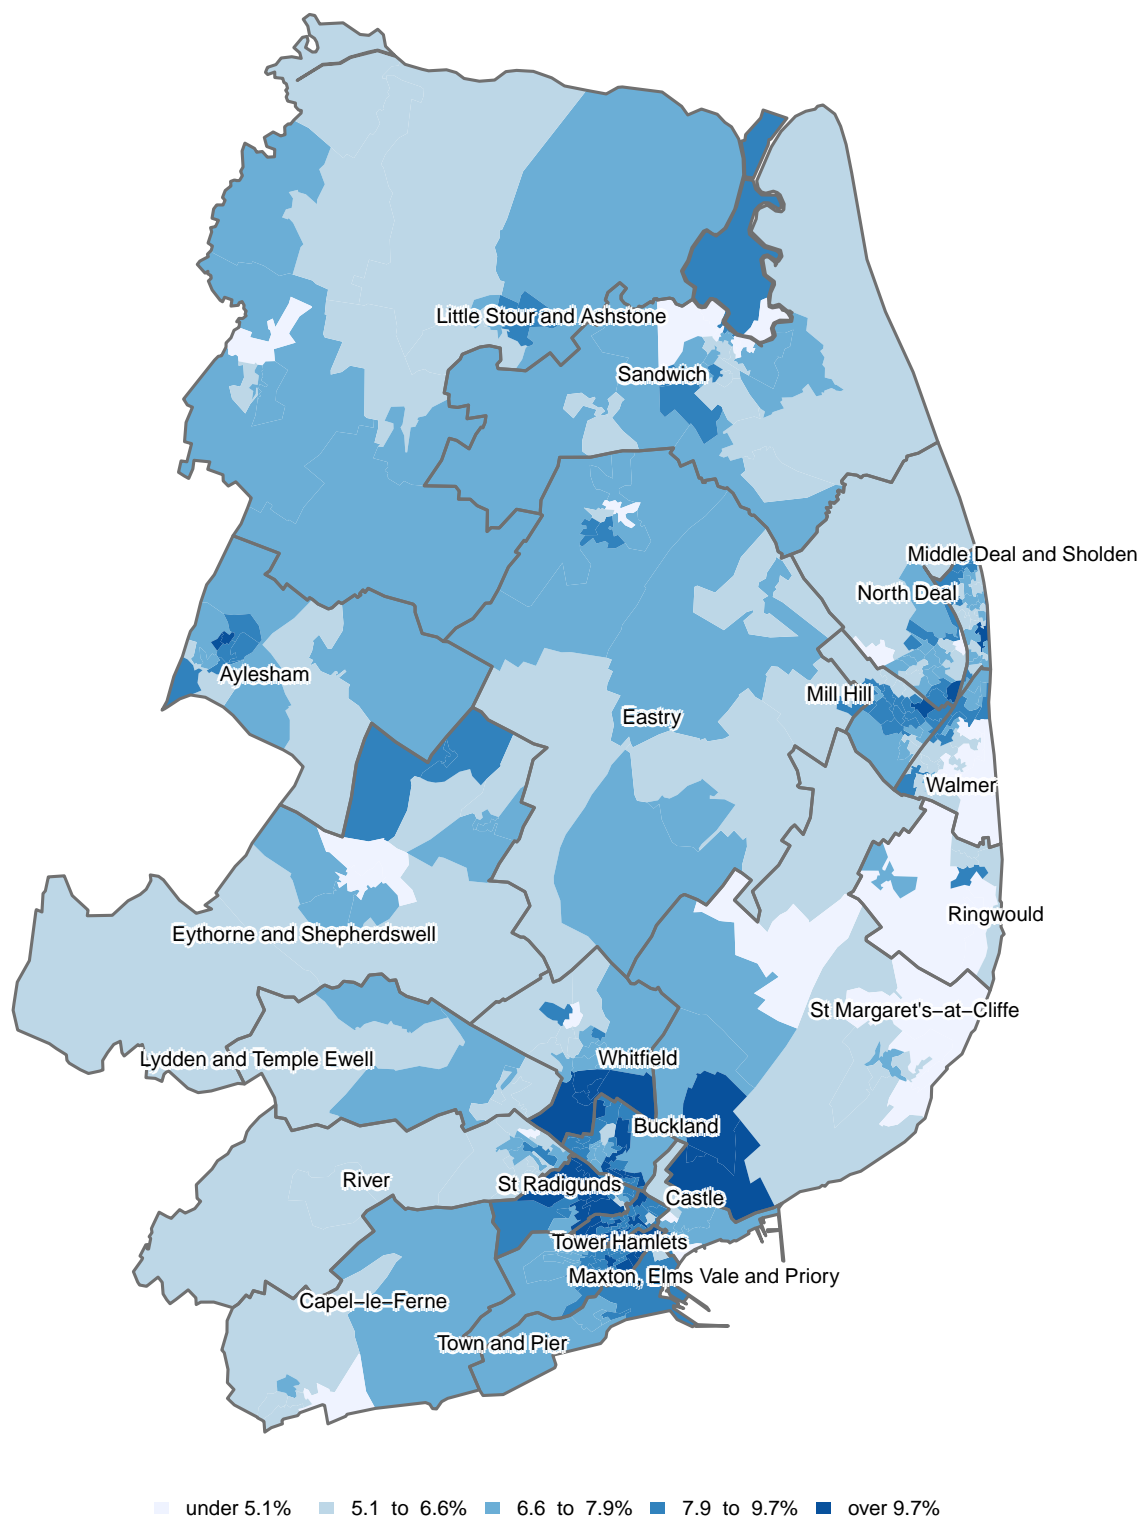 Little Stour and Ashstone
Sandwich
Middle Deal and Sholden
North Deal
Aylesham
Mill Hill
Eastry
Walmer
Ringwould
Eythorne and Shepherdswell
St Margaret's−at−Cliffe
Lydden and Temple Ewell
Whitfield
Buckland
River
St Radigunds
Castle
Tower Hamlets
Maxton, Elms Vale and Priory
Capel−le−Ferne
Town and Pier
under 5.1% 5.1 to 6.6% 6.6 to 7.9% 7.9 to 9.7% over 9.7%